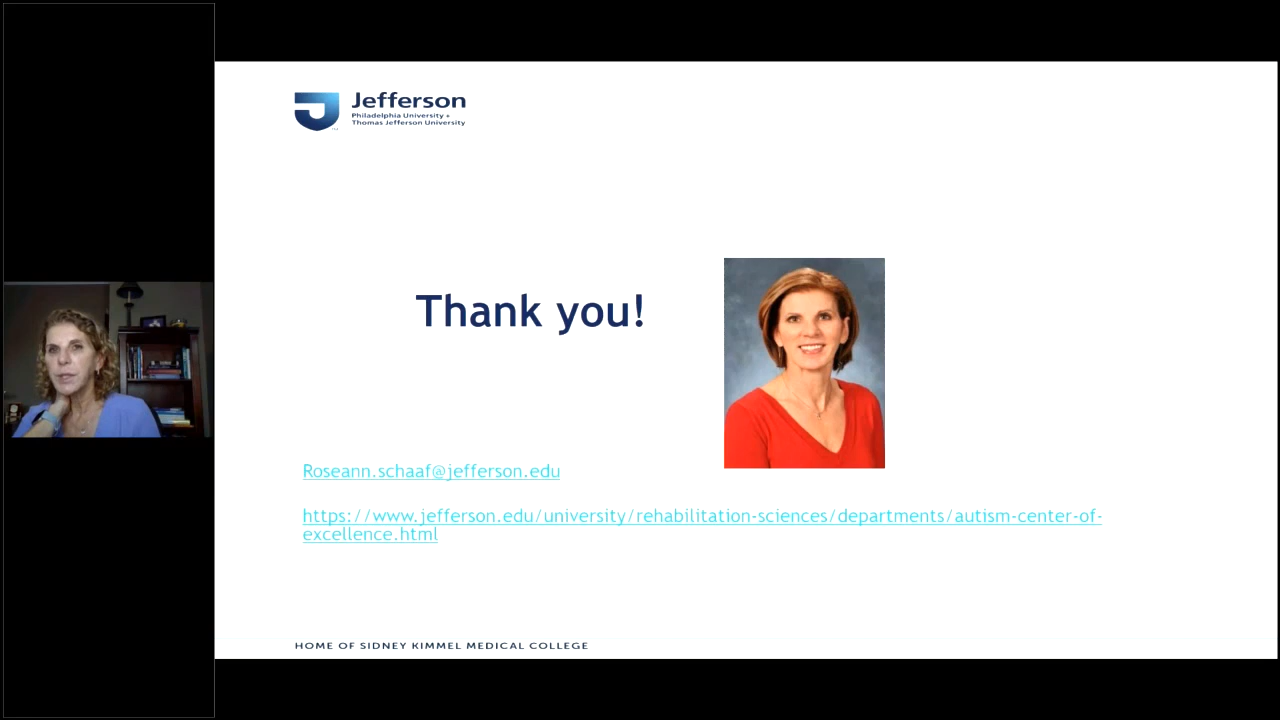 Jefferson
Philadelphia University +
Thomas Jefferson University
Thank you!
Roseann.schaaf@jefferson.edu
https://www.jefferson.edu/university/rehabilitation-sciences/departments/autism-center-of-
excellence.html
HOME OF SIDNEY KIMMEL MEDICAL COLLEGE